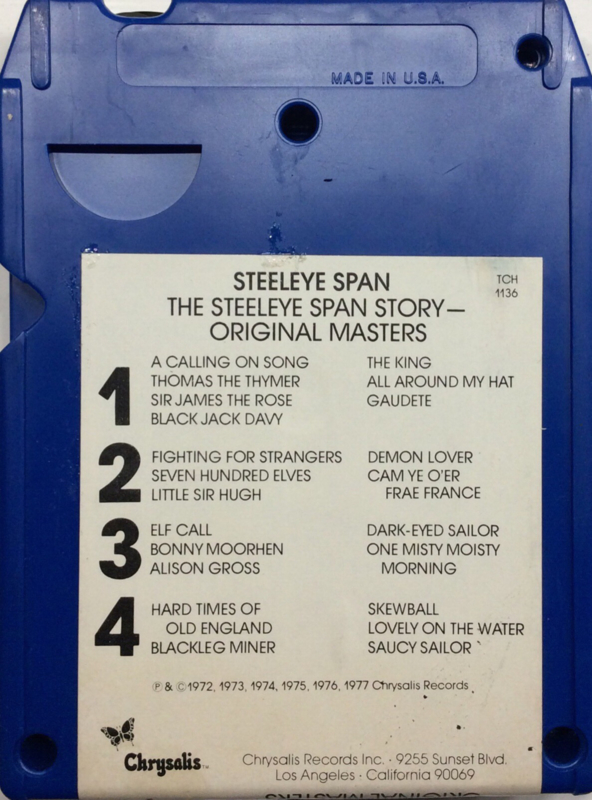 MADE IN U.S.A.
STEELEYE SPAN
TCH
1136
THE STEELEYE SPAN STORY—
ORIGINAL MASTERS
1
A CALLING ON SONG
THOMAS THE THYMER
SIR JAMES THE ROSE
BLACK JACK DAVY
THE KING
ALL AROUND MY HAT
GAUDETE
2
FIGHTING FOR STRANGERS
SEVEN HUNDRED ELVES
LITTLE SIR HUGH
DEMON LOVER
CAM YE O'ER
FRAE FRANCE
3
ELF CALL
BONNY MOORHEN
ALISON GROSS
DARK-EYED SAILOR
ONE MISTY MOISTY
MORNING
4
HARD TIMES OF
OLD ENGLAND
BLACKLEG MINER
SKEWBALL
LOVELY ON THE WATER
SAUCY SAILOR
℗ & ©1972, 1973, 1974, 1975, 1976, 1977 Chrysalis Records
Chrysalis™
Chrysalis Records Inc. · 9255 Sunset Blvd.
Los Angeles · California 90069
ORIGINAL MASTERS